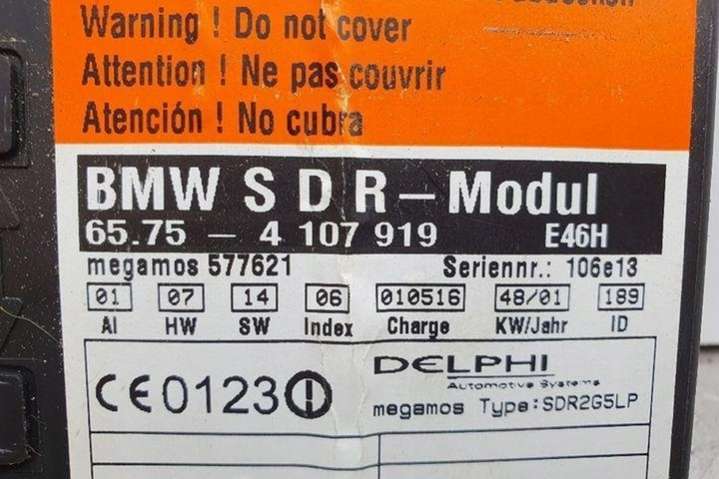 Warning ! Do not cover
Attention ! Ne pas couvrir
Atención ! No cubra
BMW S D R – Modul
65.75 – 4 107 919 E46H
megamos 577621 Seriennr.: 106e13
01 07 14 06 010516 48/01 189
AI HW SW Index Charge KW/Jahr ID
CE0123
DELPHI
Automotive Systems
megamos Type:SDR2G5LP